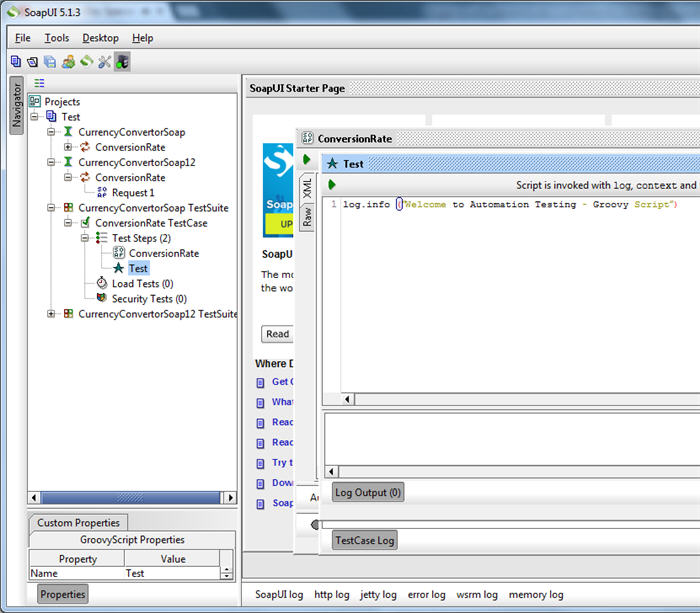 SoapUI 5.1.3
File Tools Desktop Help
Navigator
Projects
Test
CurrencyConvertorSoap
ConversionRate
CurrencyConvertorSoap12
ConversionRate
Request 1
CurrencyConvertorSoap TestSuite
ConversionRate TestCase
Test Steps (2)
ConversionRate
Test
Load Tests (0)
Security Tests (0)
CurrencyConvertorSoap12 TestSuite
Custom Properties
GroovyScript Properties
Property Value
Name Test
Properties
SoapUI Starter Page
Soap
UP
SoapU
The mo
the wo
Read
Where D
Get C
What
Read
Read
Try t
Dow
Soap
ConversionRate
XML
Raw
Au
Test
Script is invoked with log, context and
1 log.info ("Welcome to Automation Testing - Groovy Script")
Log Output (0)
TestCase Log
SoapUI log http log jetty log error log wsrm log memory log